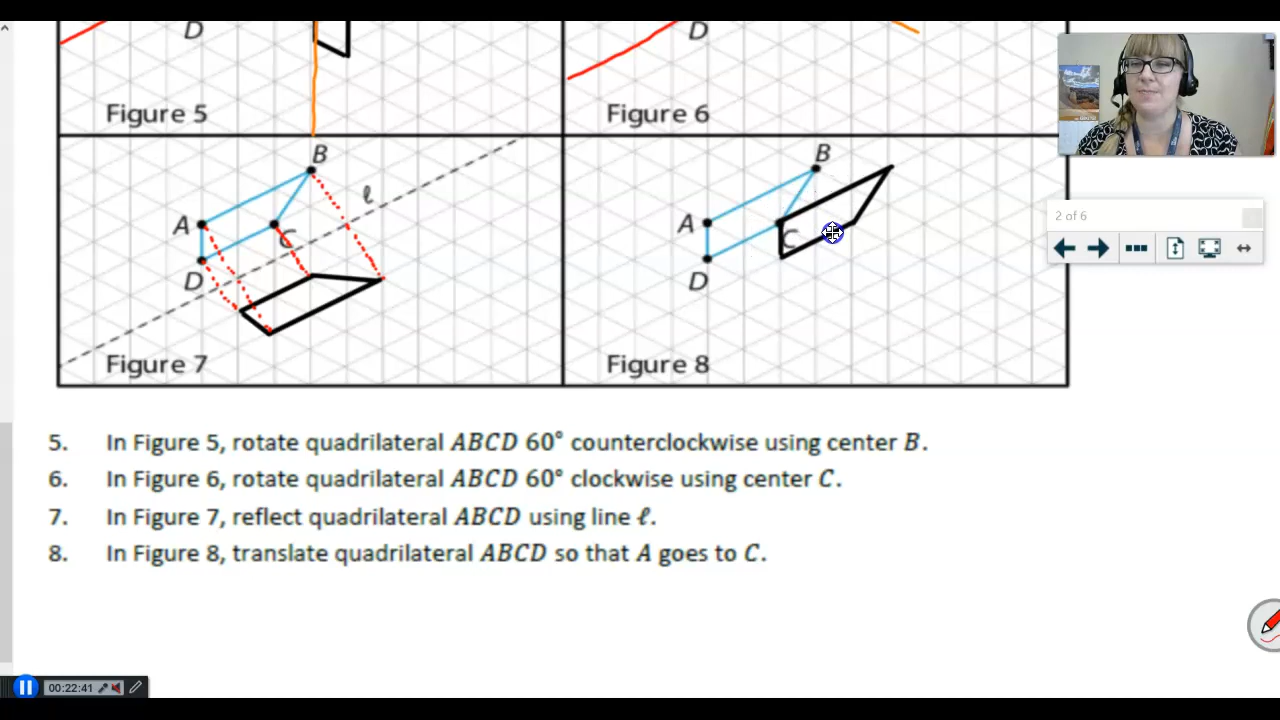 D
D
Figure 5
Figure 6
B
ℓ
A
C
D
Figure 7
B
A
C
D
Figure 8
2 of 6
5. In Figure 5, rotate quadrilateral ABCD 60° counterclockwise using center B.
6. In Figure 6, rotate quadrilateral ABCD 60° clockwise using center C.
7. In Figure 7, reflect quadrilateral ABCD using line ℓ.
8. In Figure 8, translate quadrilateral ABCD so that A goes to C.
00:22:41